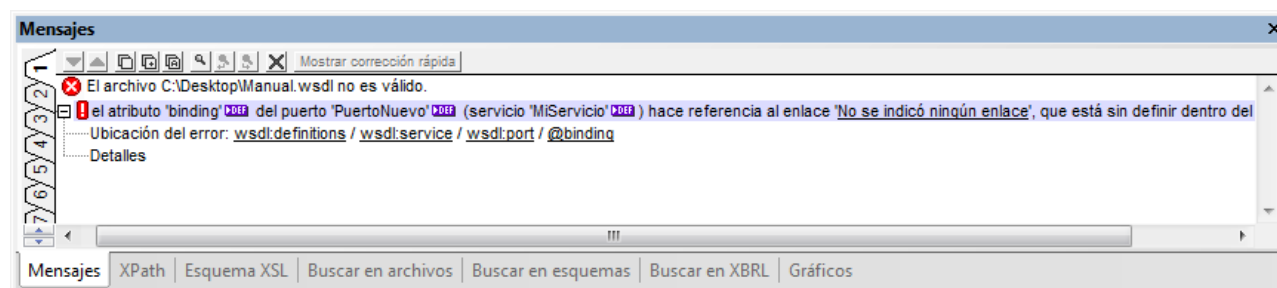 Mensajes
Mostrar corrección rápida
El archivo C:\Desktop\Manual.wsdl no es válido.
el atributo 'binding' DEF del puerto 'PuertoNuevo' DEF (servicio 'MiServicio' DEF ) hace referencia al enlace 'No se indicó ningún enlace', que está sin definir dentro del
Ubicación del error: wsdl:definitions / wsdl:service / wsdl:port / @binding
Detalles
1
2
3
4
5
6
7
Mensajes XPath Esquema XSL Buscar en archivos Buscar en esquemas Buscar en XBRL Gráficos